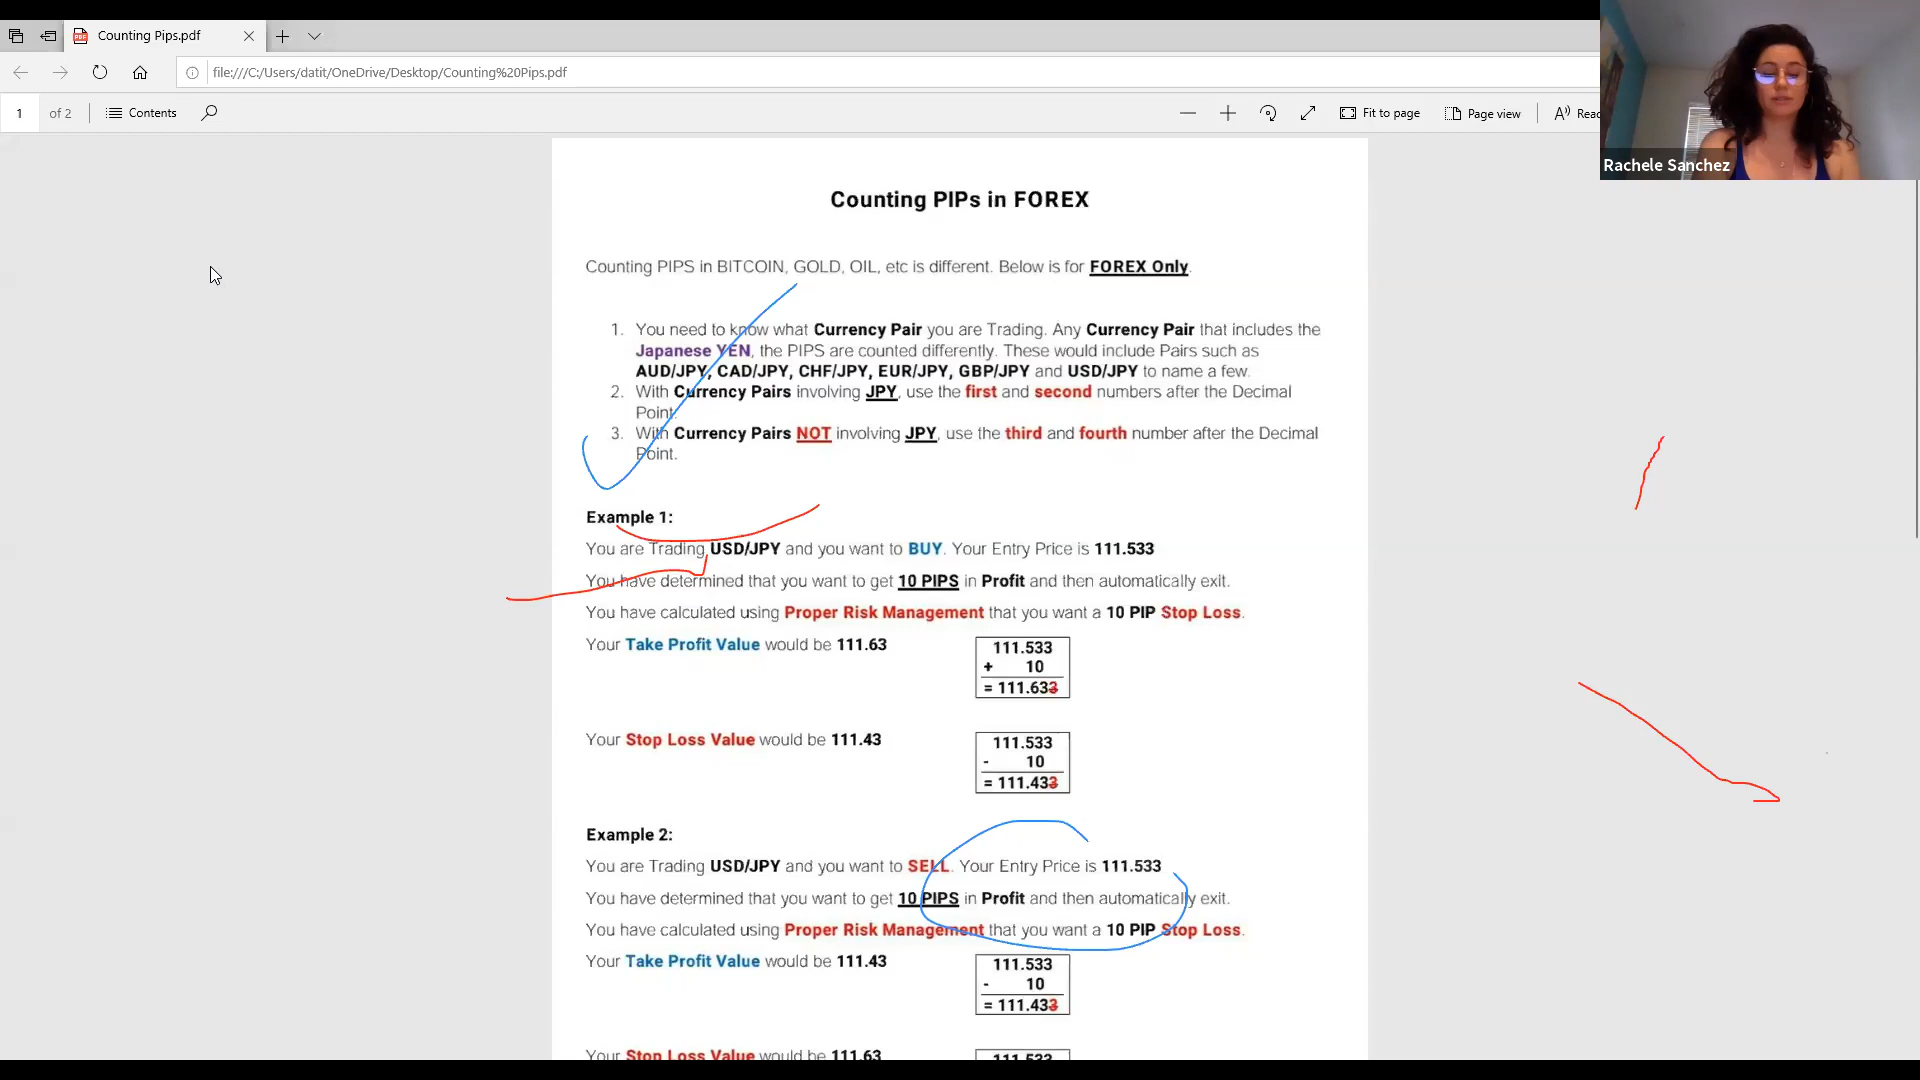 Counting Pips.pdf
file:///C:/Users/datit/OneDrive/Desktop/Counting%20Pips.pdf
1 of 2 Contents Fit to page Page view Read
Rachele Sanchez
Counting PIPs in FOREX
Counting PIPS in BITCOIN, GOLD, OIL, etc is different. Below is for FOREX Only.
1. You need to know what Currency Pair you are Trading. Any Currency Pair that includes the
Japanese YEN, the PIPS are counted differently. These would include Pairs such as
AUD/JPY, CAD/JPY, CHF/JPY, EUR/JPY, GBP/JPY and USD/JPY to name a few.
2. With Currency Pairs involving JPY, use the first and second numbers after the Decimal
Point.
3. With Currency Pairs NOT involving JPY, use the third and fourth number after the Decimal
Point.
Example 1:
You are Trading USD/JPY and you want to BUY. Your Entry Price is 111.533
You have determined that you want to get 10 PIPS in Profit and then automatically exit.
You have calculated using Proper Risk Management that you want a 10 PIP Stop Loss.
Your Take Profit Value would be 111.63
111.533
+ 10
= 111.633
Your Stop Loss Value would be 111.43
111.533
- 10
= 111.433
Example 2:
You are Trading USD/JPY and you want to SELL. Your Entry Price is 111.533
You have determined that you want to get 10 PIPS in Profit and then automatically exit.
You have calculated using Proper Risk Management that you want a 10 PIP Stop Loss.
Your Take Profit Value would be 111.43
111.533
- 10
= 111.433
Your Stop Loss Value would be 111.63
111.533